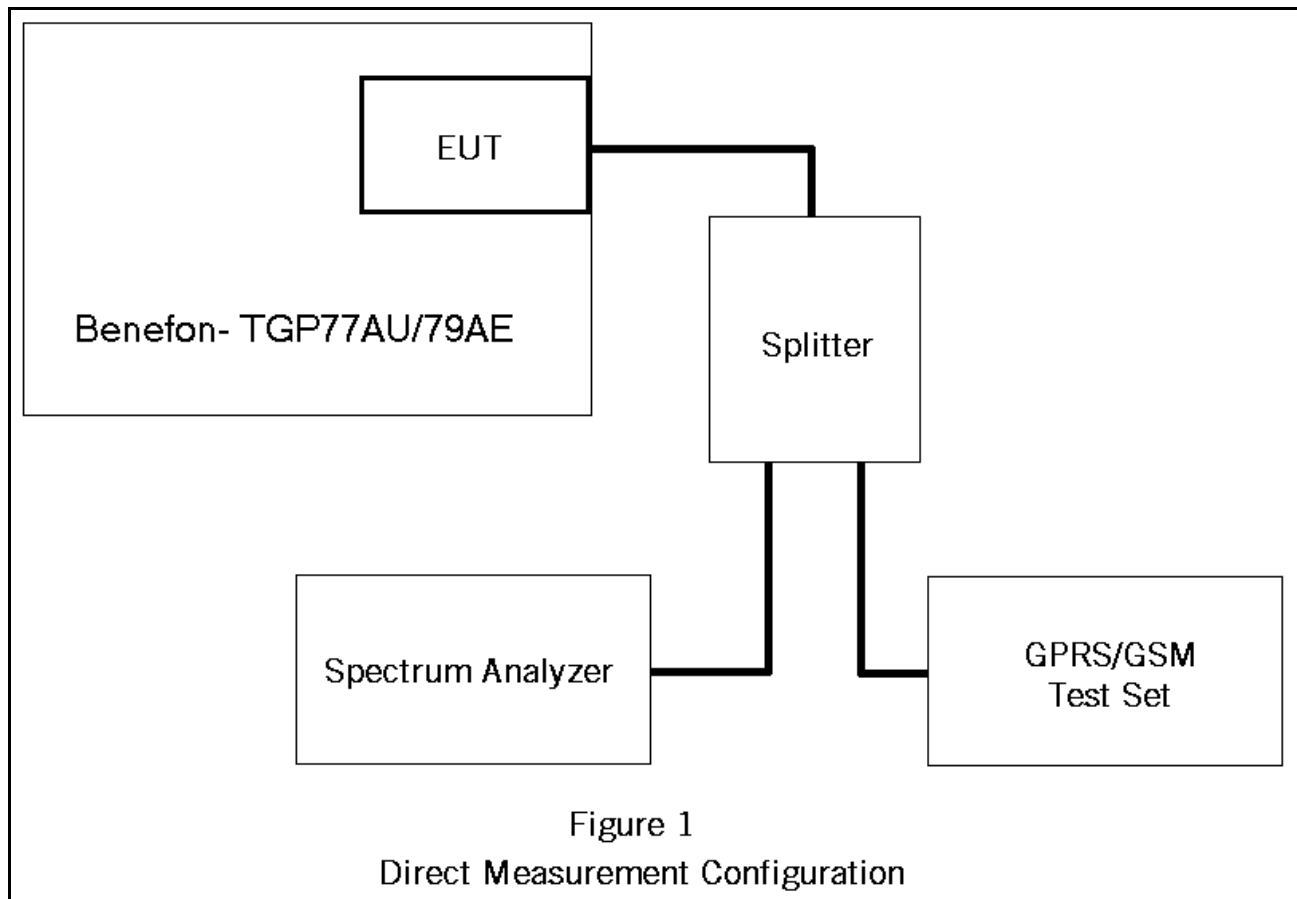 EUT
Benefon- TGP77AU/79AE
Splitter
Spectrum Analyzer
GPRS/GSM
Test Set
Figure 1
Direct Measurement Configuration